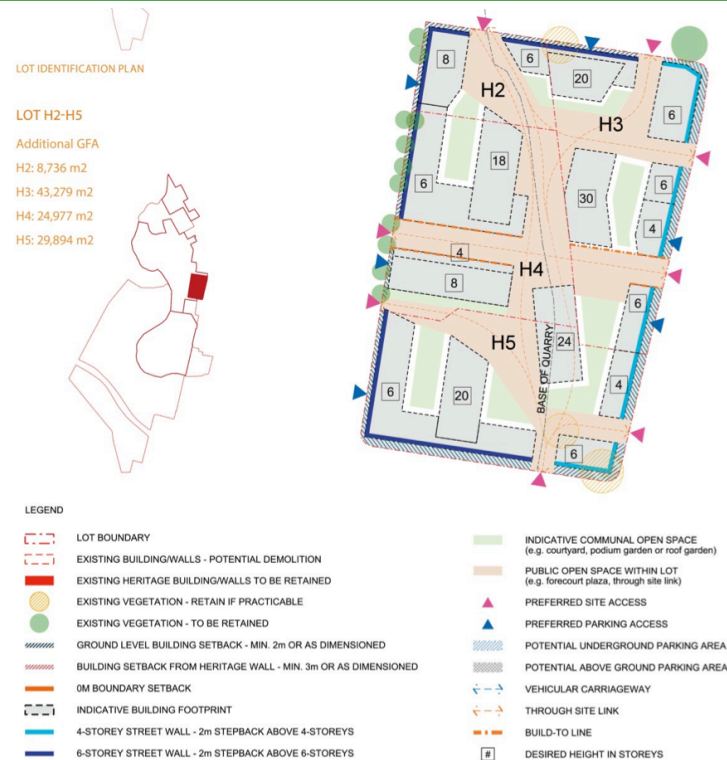 LOT IDENTIFICATION PLAN
LOT H2-H5
Additional GFA
H2: 8,736 m2
H3: 43,279 m2
H4: 24,977 m2
H5: 29,894 m2
8
6
20
H2
H3
6
18
6
30
6
4
4
H4
8
6
24
H5
BASE OF QUARRY
6
20
4
6
LEGEND
LOT BOUNDARY
EXISTING BUILDING/WALLS - POTENTIAL DEMOLITION
EXISTING HERITAGE BUILDING/WALLS TO BE RETAINED
EXISTING VEGETATION - RETAIN IF PRACTICABLE
EXISTING VEGETATION - TO BE RETAINED
GROUND LEVEL BUILDING SETBACK - MIN. 2m OR AS DIMENSIONED
BUILDING SETBACK FROM HERITAGE WALL - MIN. 3m OR AS DIMENSIONED
0M BOUNDARY SETBACK
INDICATIVE BUILDING FOOTPRINT
4-STOREY STREET WALL - 2m STEPBACK ABOVE 4-STOREYS
6-STOREY STREET WALL - 2m STEPBACK ABOVE 6-STOREYS
INDICATIVE COMMUNAL OPEN SPACE
(e.g. courtyard, podium garden or roof garden)
PUBLIC OPEN SPACE WITHIN LOT
(e.g. forecourt plaza, through site link)
PREFERRED SITE ACCESS
PREFERRED PARKING ACCESS
POTENTIAL UNDERGROUND PARKING AREA
POTENTIAL ABOVE GROUND PARKING AREA
VEHICULAR CARRIAGEWAY
THROUGH SITE LINK
BUILD-TO LINE
#
DESIRED HEIGHT IN STOREYS